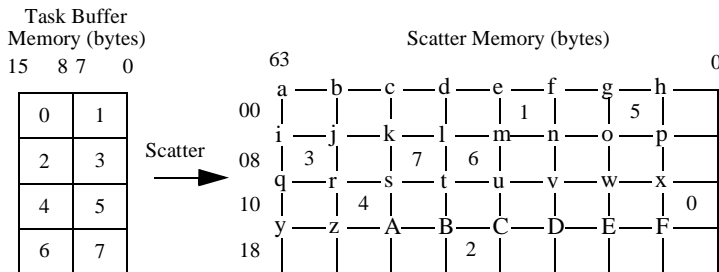 Task Buffer
Memory (bytes)
15 8 7 0
0 1
2 3
4 5
6 7
Scatter
Scatter Memory (bytes)
63 0
a b c d e f g h
00 1 5
i j k l m n o p
08 3 7 6
q r s t u v w x
10 4 0
y z A B C D E F
18 2